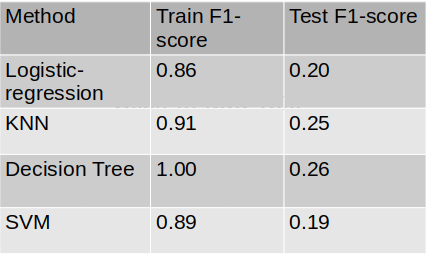 Method Train F1- Test F1-score
score
Logistic- 0.86 0.20
regression
KNN 0.91 0.25
Decision Tree 1.00 0.26
SVM 0.89 0.19